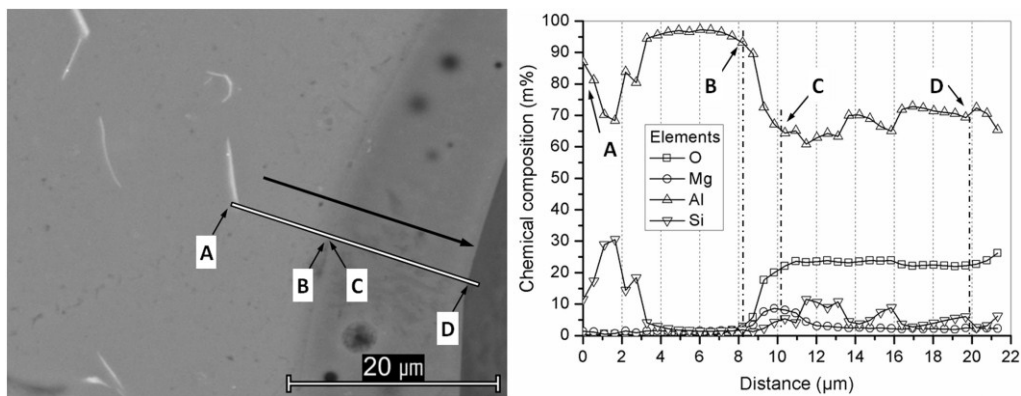 A
B
C
D
20 µm
Chemical composition (m%)
100
90
80
70
60
50
40
30
20
10
0
B
C
D
A
Elements
O
Mg
Al
Si
0 2 4 6 8 10 12 14 16 18 20 22
Distance (µm)